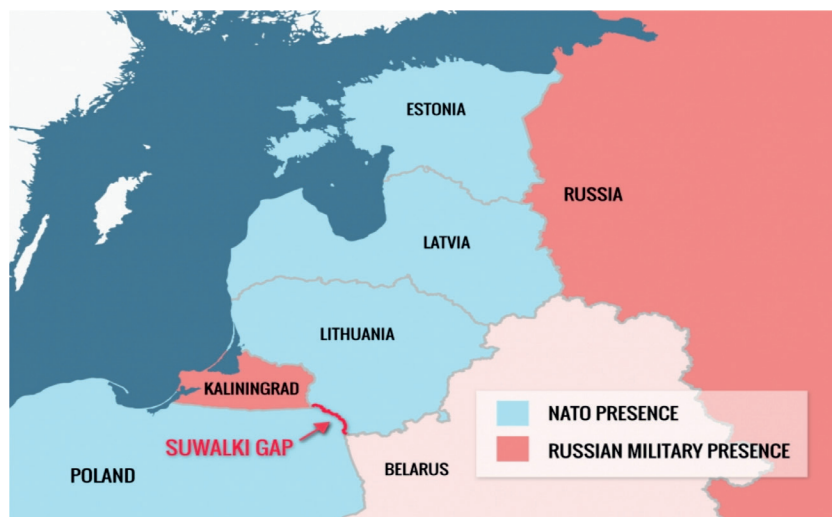 ESTONIA
RUSSIA
LATVIA
LITHUANIA
KALININGRAD
SUWALKI GAP
POLAND
BELARUS
NATO PRESENCE
RUSSIAN MILITARY PRESENCE